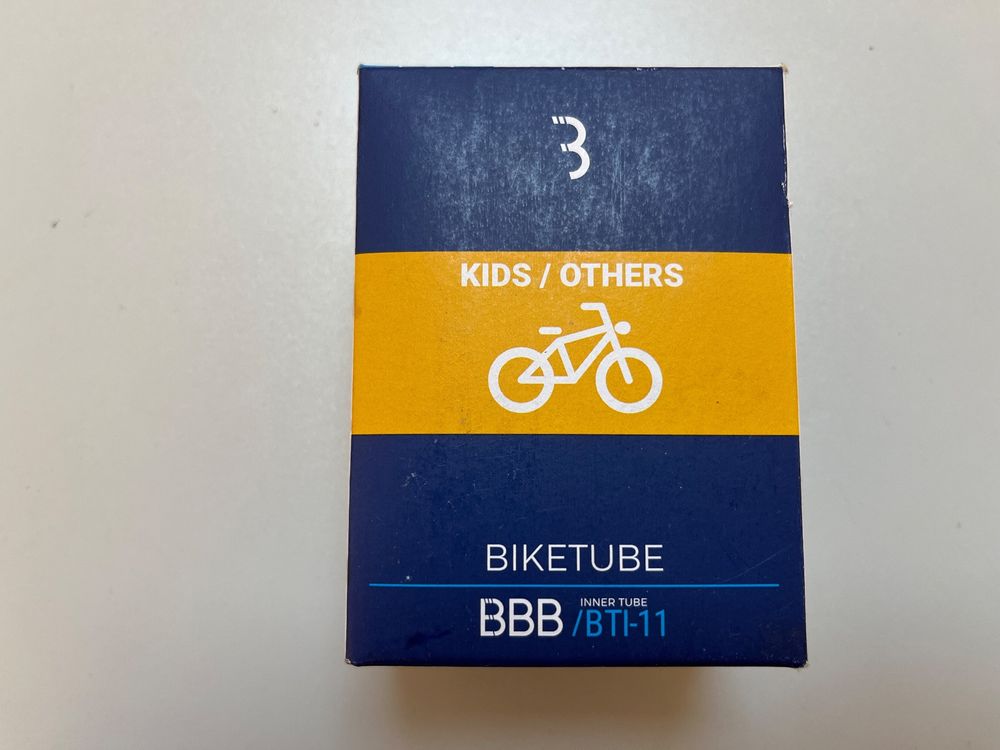 B
KIDS / OTHERS
BIKETUBE
BBB INNER TUBE
/BTI-11